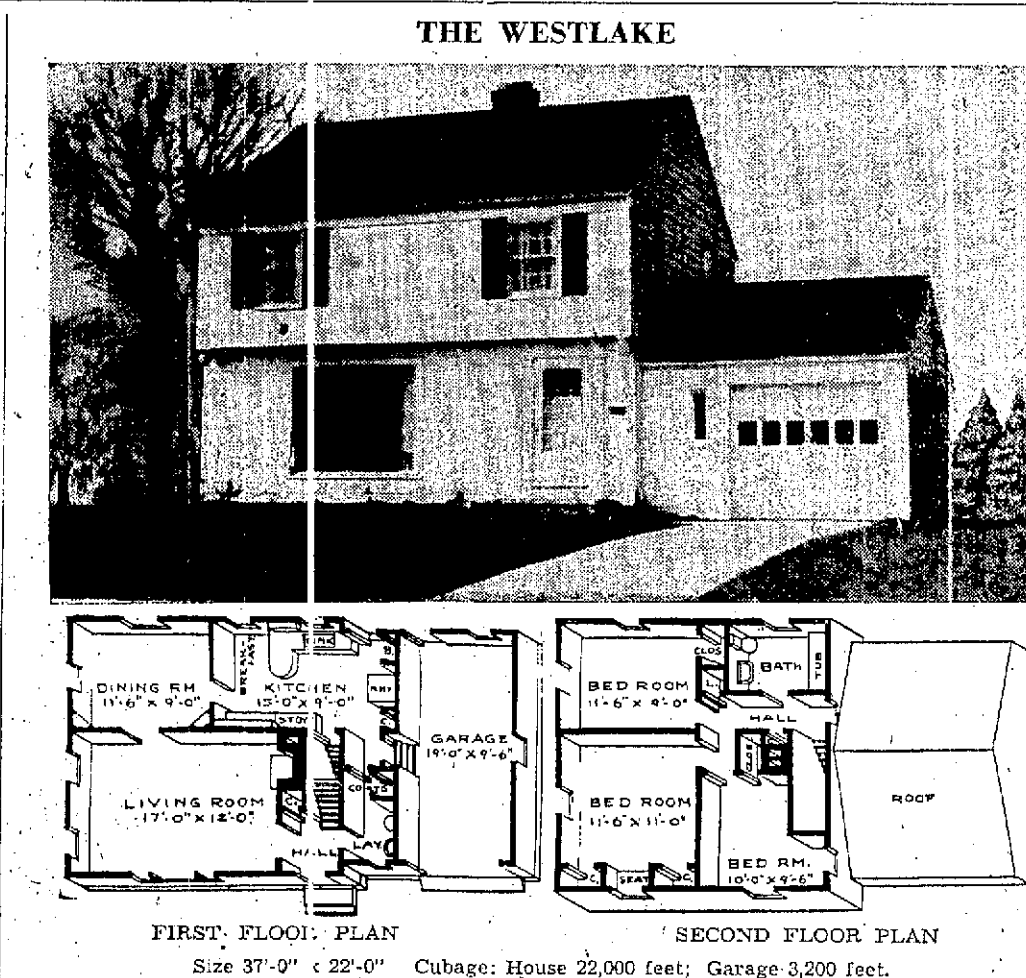 THE WESTLAKE
DINING RM
11'-6" X 9'-0"
BREAKFAST
KITCHEN
13'-0" X 9'-0"
GARAGE
19'-0" X 9'-6"
LIVING ROOM
17'-0" X 12'-0"
HALL
LAV.
BED ROOM
11'-6" X 9'-0"
CLOS
L.
BATH
TUB
HALL
CLOS
BED ROOM
11'-6" X 11'-0"
BED RM.
10'-0" X 9'-6"
C.
SEAT
C.
ROOF
FIRST FLOOR PLAN
SECOND FLOOR PLAN
Size 37'-0" x 22'-0" Cubage: House 22,000 feet; Garage 3,200 feet.